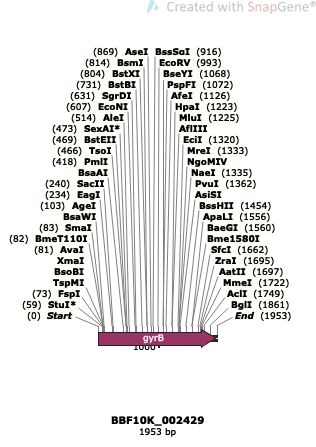 Created with SnapGene®
(869) AseI BssSαI (916)
(814) BsmI EcoRV (993)
(804) BstXI BseYI (1068)
(731) BstBI PspFI (1072)
(631) SgrDI AfeI (1126)
(607) EcoNI HpaI (1223)
(514) AleI MluI (1225)
(473) SexAI* AflIII
(469) BstEII EciI (1320)
(466) TsoI MreI (1333)
(418) PmlI NgoMIV
BsaAI NaeI (1335)
(240) SacII PvuI (1362)
(234) EagI AsiSI
(103) AgeI BssHII (1454)
BsaWI ApaLI (1556)
(83) SmaI BaeGI (1560)
(82) BmeT110I Bme1580I
(81) AvaI SfcI (1662)
XmaI ZraI (1695)
BsoBI AatII (1697)
TspMI MmeI (1722)
(73) FspI AclI (1749)
(59) StuI* BglI (1861)
(0) Start End (1953)
gyrB
1000
BBF10K_002429
1953 bp